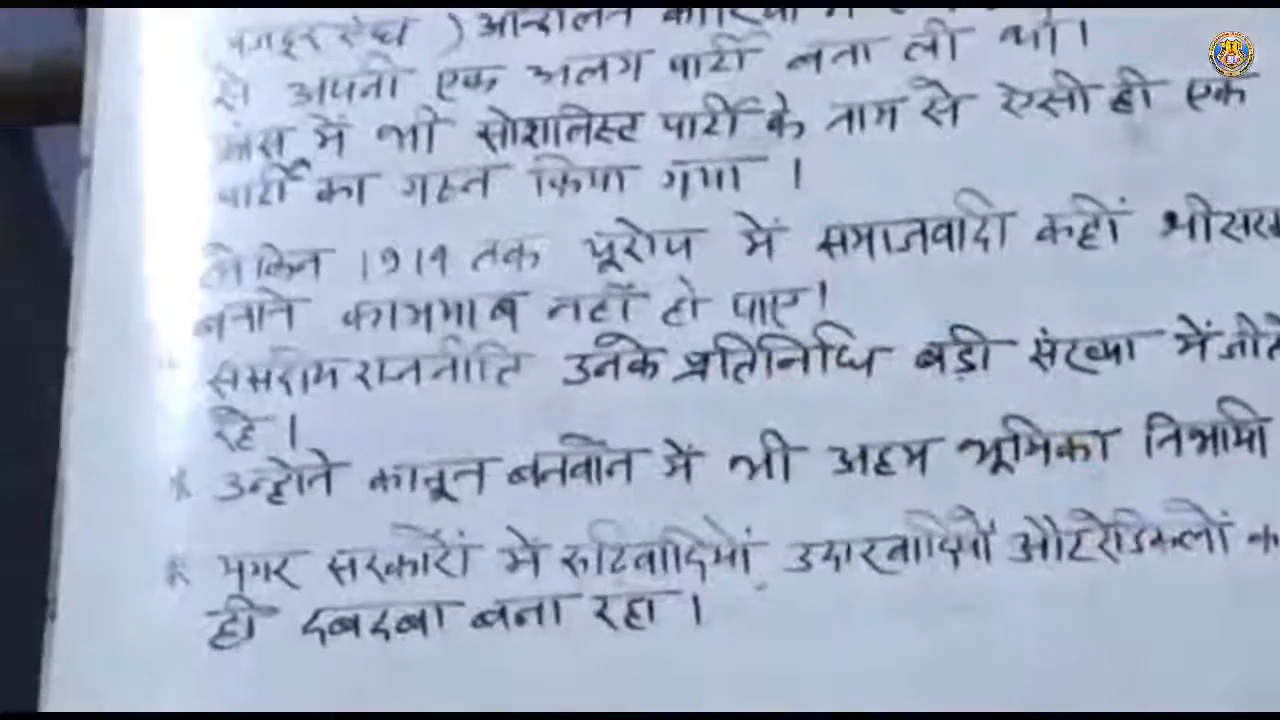 मजदूर संघ ) आन्दोलन
से अपनी एक अलग पार्टी बना ली थी।
फ्रांस में भी सोशलिस्ट पार्टी के नाम से ऐसी ही एक
पार्टी का गठन किया गया ।
लेकिन 1914 तक यूरोप में समाजवादी कहीं भी
बनाने कामयाब नहीं हो पाए।
संसदीय राजनीति उनके प्रतिनिधि बड़ी संख्या में
रहे ।
* उन्होने कानून बनवाने में भी अहम भूमिका निभायी
* मगर सरकारों में रुढिवादियों, उदारवादियों और रेडिकलों
ही दबदबा बना रहा ।